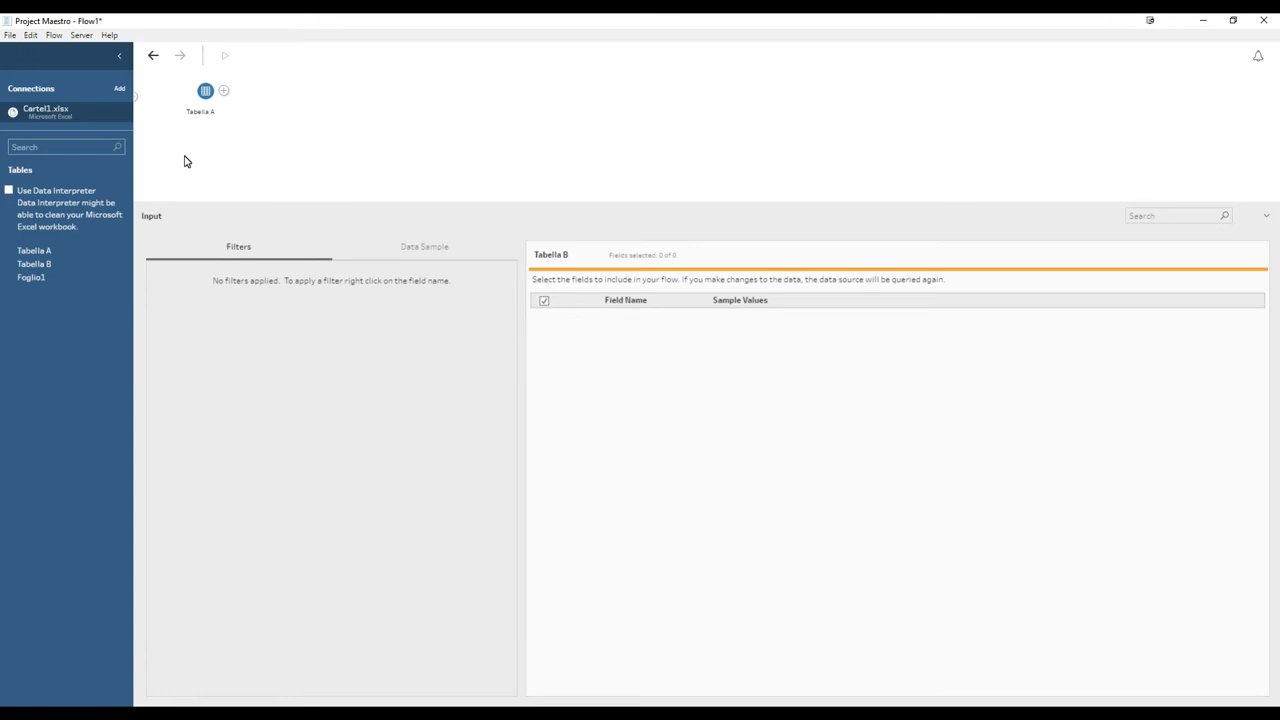 Project Maestro - Flow1*
File Edit Flow Server Help
Connections Add
Cartel1.xlsx
Microsoft Excel
Tabella A
Search
Tables
Use Data Interpreter
Data Interpreter might be
able to clean your Microsoft
Excel workbook.
Tabella A
Tabella B
Foglio1
Input
Search
Filters Data Sample
No filters applied. To apply a filter right click on the field name.
Tabella B Fields selected: 0 of 0
Select the fields to include in your flow. If you make changes to the data, the data source will be queried again.
Field Name Sample Values